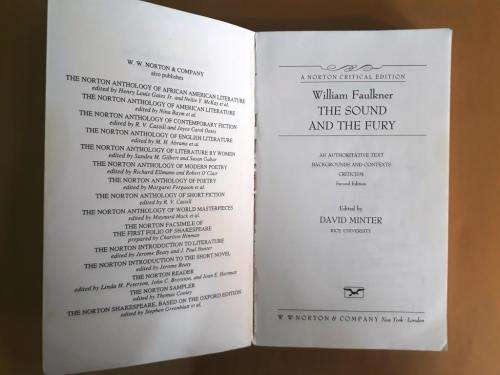 W. W. NORTON & COMPANY
also publishes
THE NORTON ANTHOLOGY OF AFRICAN AMERICAN LITERATURE
edited by Henry Louis Gates Jr. and Nellie Y. McKay et al.
THE NORTON ANTHOLOGY OF AMERICAN LITERATURE
edited by Nina Baym et al.
THE NORTON ANTHOLOGY OF CONTEMPORARY FICTION
edited by R. V. Cassill and Joyce Carol Oates
THE NORTON ANTHOLOGY OF ENGLISH LITERATURE
edited by M. H. Abrams et al.
THE NORTON ANTHOLOGY OF LITERATURE BY WOMEN
edited by Sandra M. Gilbert and Susan Gubar
THE NORTON ANTHOLOGY OF MODERN POETRY
edited by Richard Ellmann and Robert O'Clair
THE NORTON ANTHOLOGY OF POETRY
edited by Margaret Ferguson et al.
THE NORTON ANTHOLOGY OF SHORT FICTION
edited by R. V. Cassill
THE NORTON ANTHOLOGY OF WORLD MASTERPIECES
edited by Maynard Mack et al.
THE NORTON FACSIMILE OF
THE FIRST FOLIO OF SHAKESPEARE
prepared by Charlton Hinman
THE NORTON INTRODUCTION TO LITERATURE
edited by Jerome Beaty and J. Paul Hunter
THE NORTON INTRODUCTION TO THE SHORT NOVEL
edited by Jerome Beaty
THE NORTON READER
edited by Linda H. Peterson, John C. Brereton, and Joan E. Hartman
THE NORTON SAMPLER
edited by Thomas Cooley
THE NORTON SHAKESPEARE, BASED ON THE OXFORD EDITION
edited by Stephen Greenblatt et al.
A NORTON CRITICAL EDITION
William Faulkner
THE SOUND
AND THE FURY
AN AUTHORITATIVE TEXT
BACKGROUNDS AND CONTEXTS
CRITICISM
Second Edition
Edited by
DAVID MINTER
RICE UNIVERSITY
W • W • NORTON & COMPANY New York • London